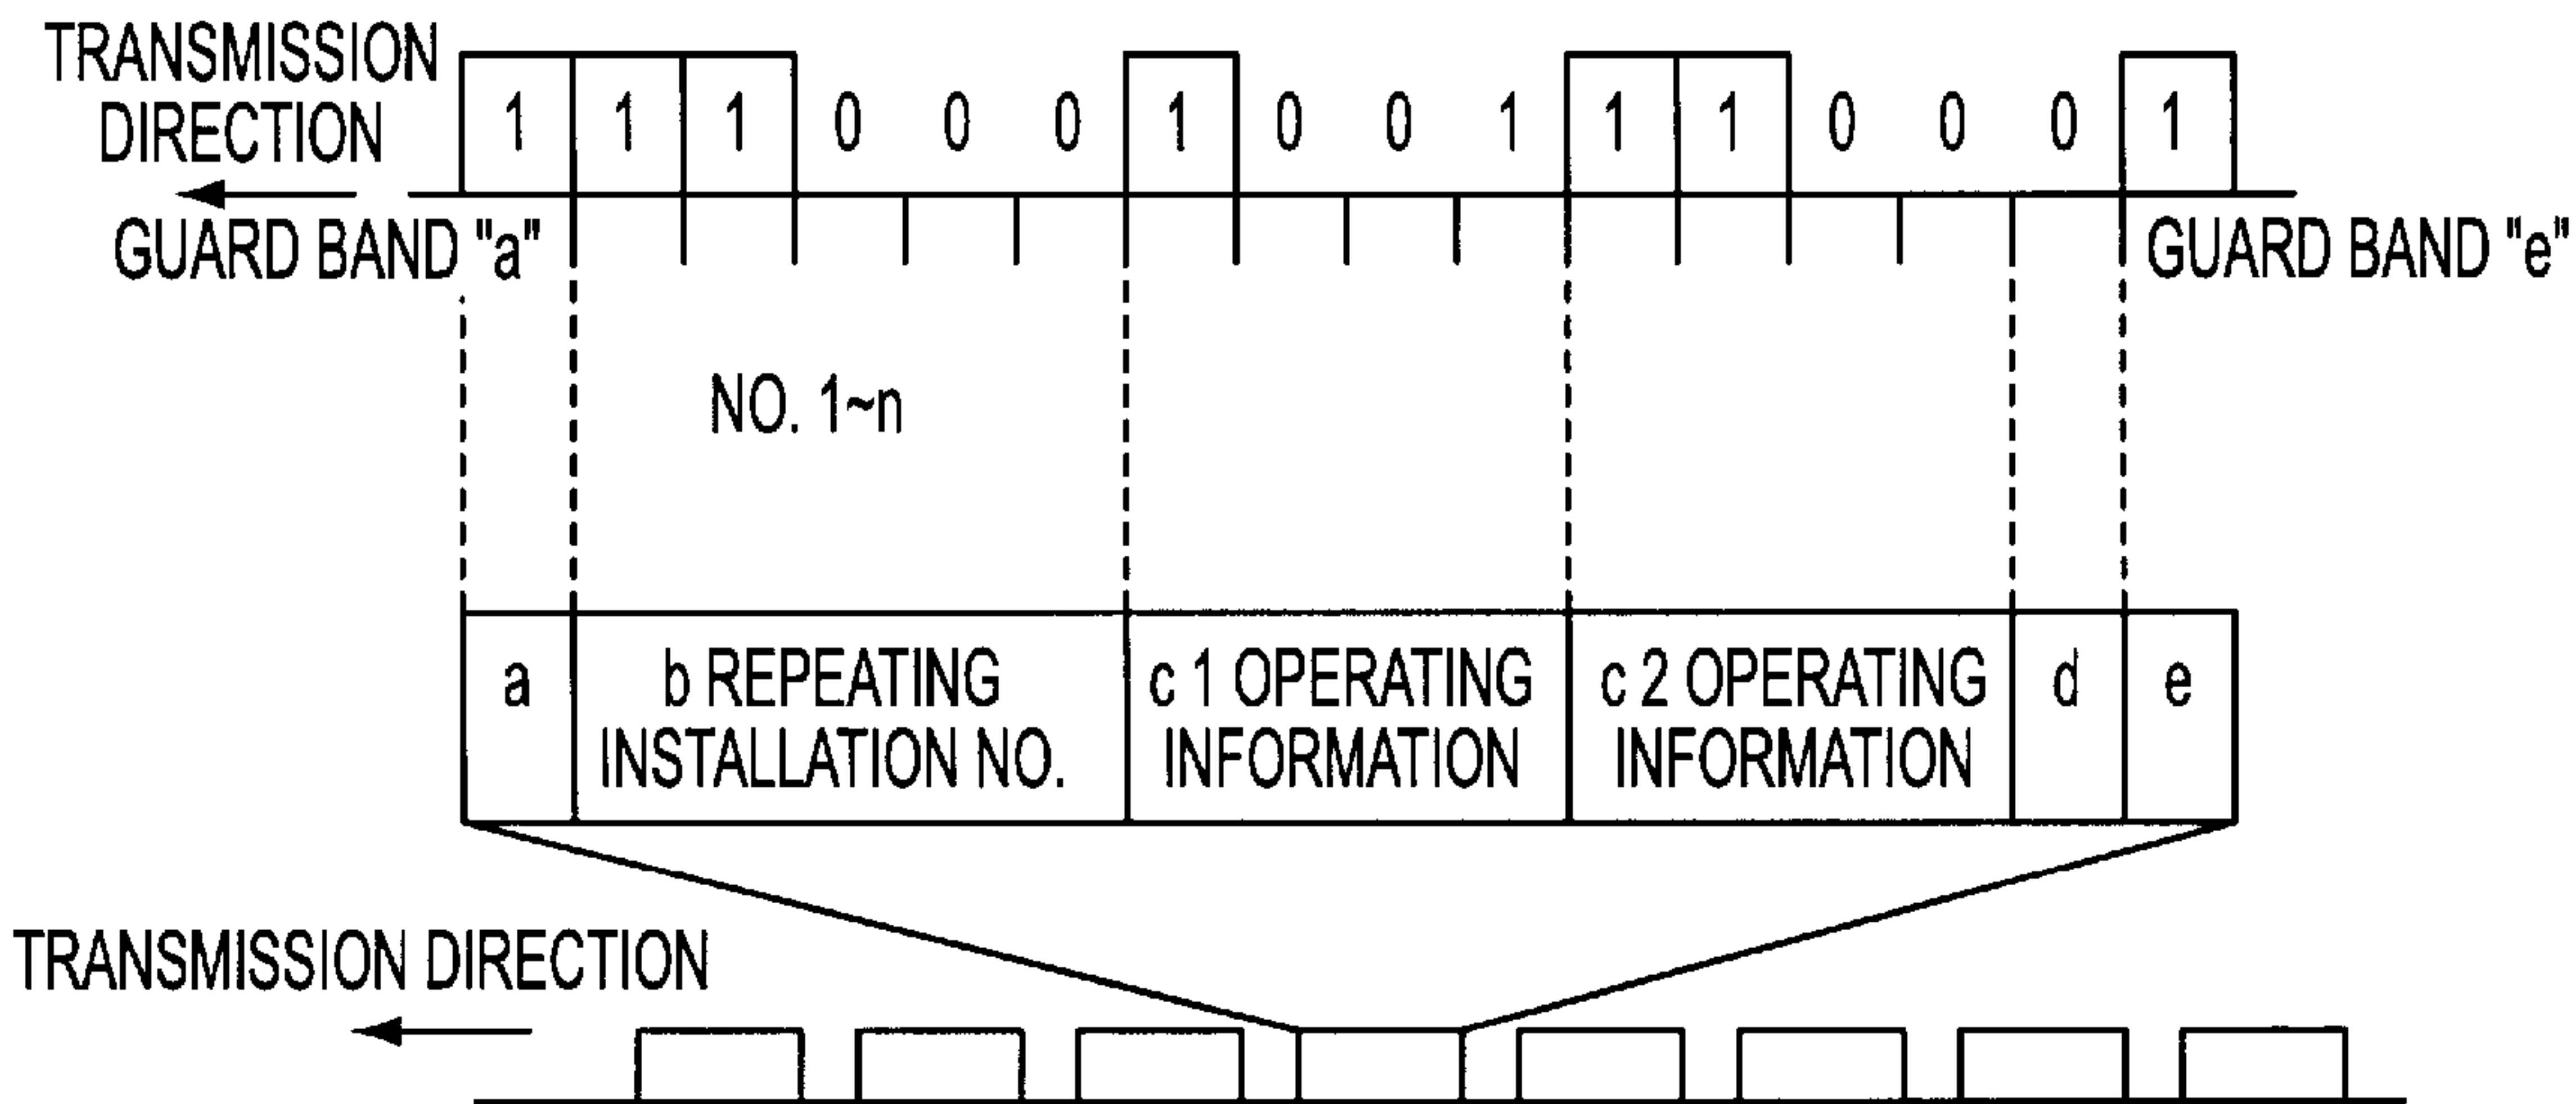 TRANSMISSION
DIRECTION
1 1 1 0 0 0 1 0 0 1 1 1 0 0 0 1
GUARD BAND "a"
GUARD BAND "e"
NO. 1~n
a
b REPEATING
INSTALLATION NO.
c 1 OPERATING
INFORMATION
c 2 OPERATING
INFORMATION
d
e
TRANSMISSION DIRECTION